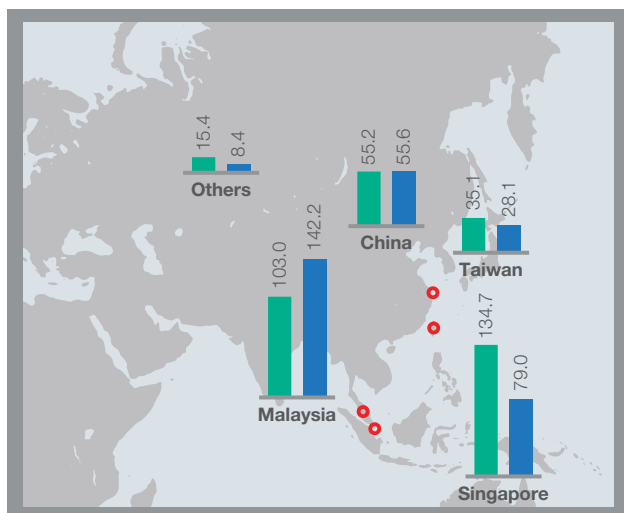 15.4
8.4
Others
55.2
55.6
China
35.1
28.1
Taiwan
103.0
142.2
Malaysia
134.7
79.0
Singapore